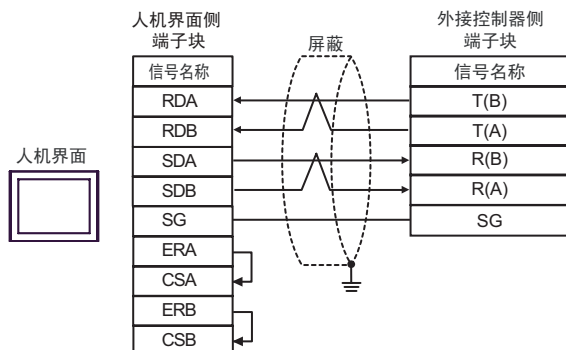 人机界面侧
端子块
屏蔽
外接控制器侧
端子块
信号名称
信号名称
RDA
T(B)
RDB
T(A)
人机界面
SDA
R(B)
SDB
R(A)
SG
SG
ERA
CSA
ERB
CSB